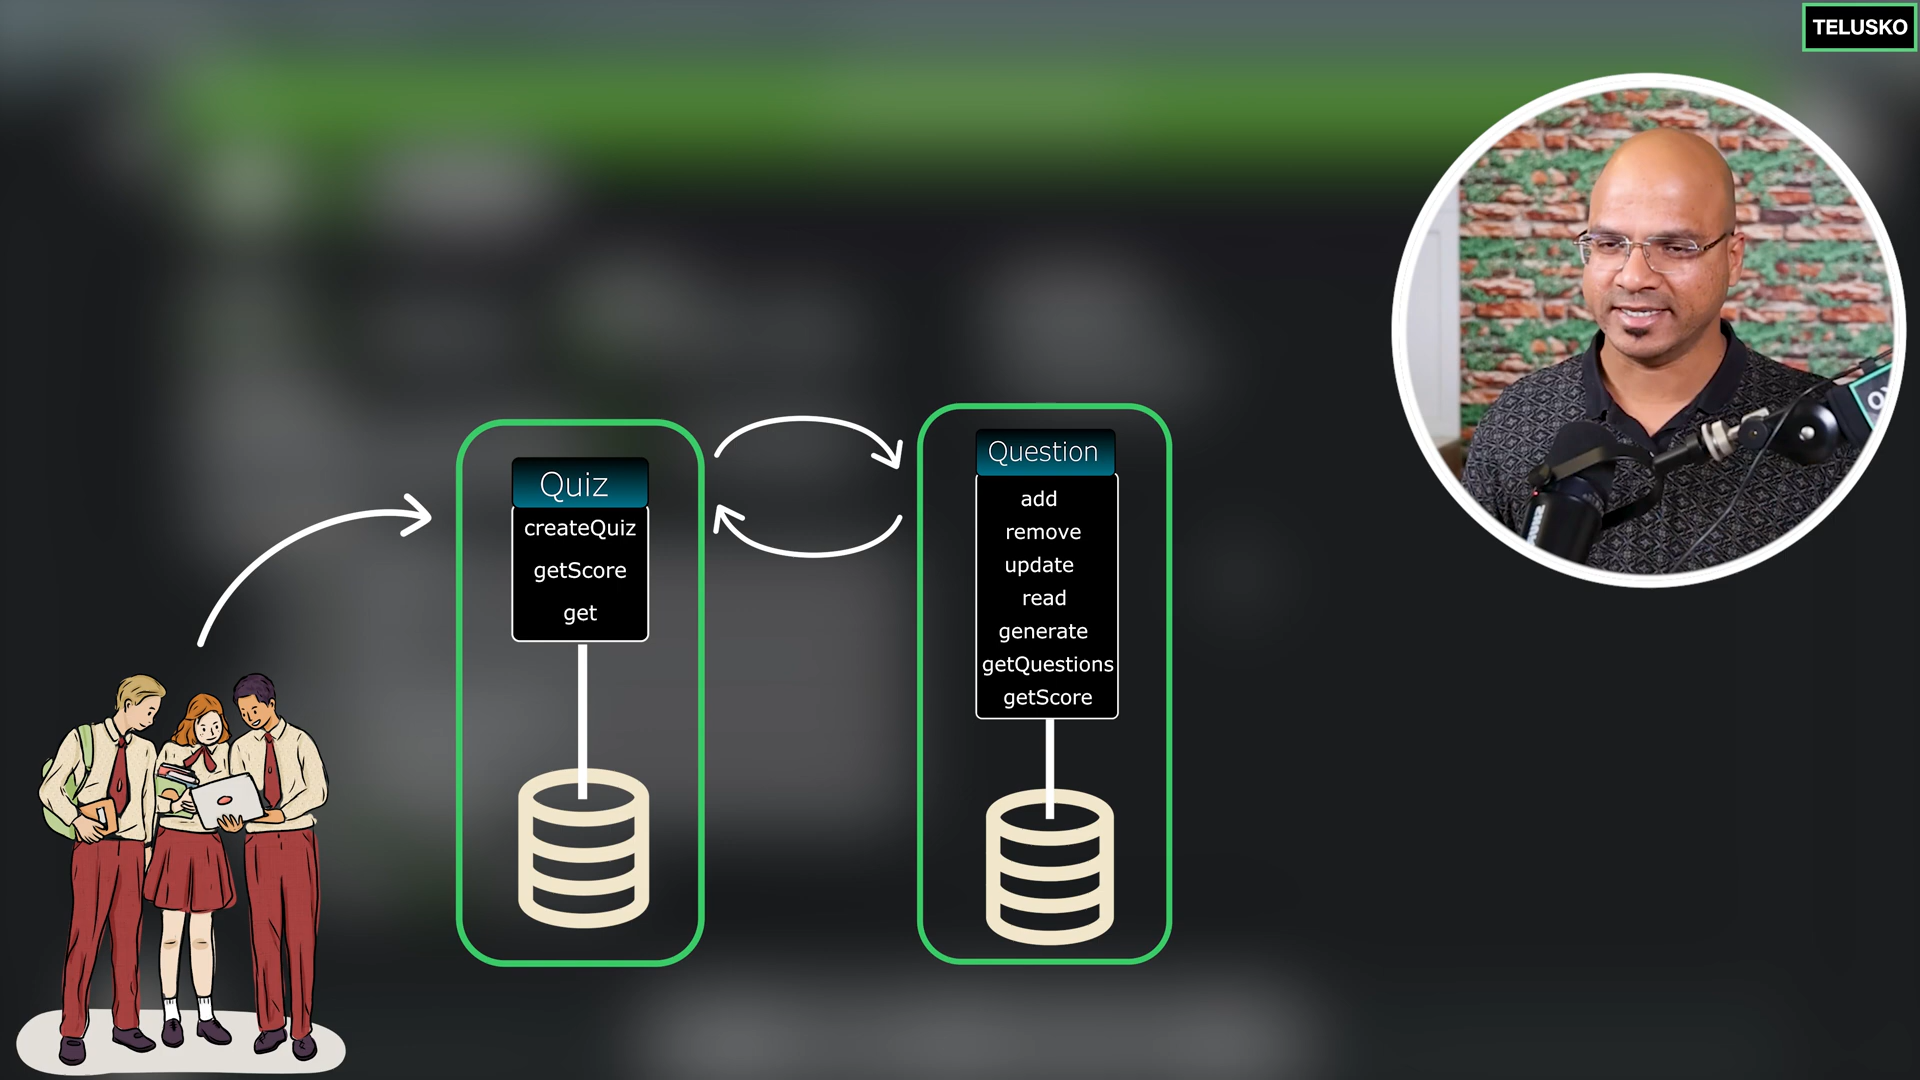 TELUSKO
Quiz
createQuiz
getScore
get
Question
add
remove
update
read
generate
getQuestions
getScore